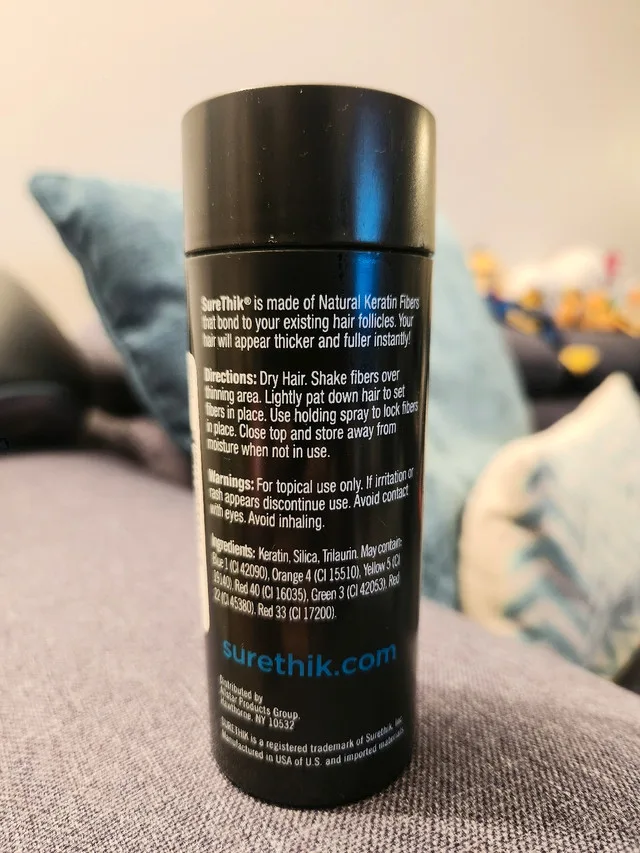 SureThik® is made of Natural Keratin Fibers
that bond to your existing hair follicles. Your
hair will appear thicker and fuller instantly!
Directions: Dry Hair. Shake fibers over
thinning area. Lightly pat down hair to set
fibers in place. Use holding spray to lock fibers
in place. Close top and store away from
moisture when not in use.
Warnings: For topical use only. If irritation or
rash appears discontinue use. Avoid contact
with eyes. Avoid inhaling.
Ingredients: Keratin, Silica, Trilaurin. May contain:
Blue 1 (CI 42090), Orange 4 (CI 15510), Yellow 5 (CI
19140), Red 40 (CI 16035), Green 3 (CI 42053), Red
22 (CI 45380), Red 33 (CI 17200).
surethik.com
Distributed by
Allstar Products Group.
Hawthorne, NY 10532
SURETHIK is a registered trademark of Surethik, Inc.
Manufactured in USA of U.S. and imported materials.